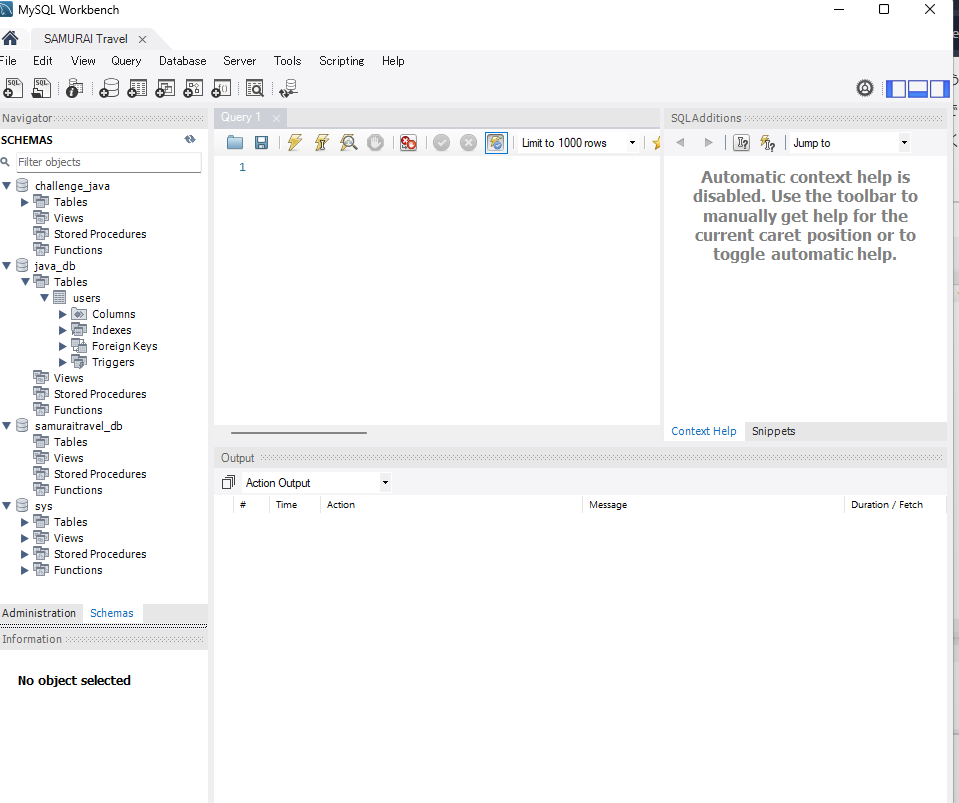 MySQL Workbench
SAMURAI Travel
File Edit View Query Database Server Tools Scripting Help
Navigator
SCHEMAS
Filter objects
challenge_java
Tables
Views
Stored Procedures
Functions
java_db
Tables
users
Columns
Indexes
Foreign Keys
Triggers
Views
Stored Procedures
Functions
samuraitravel_db
Tables
Views
Stored Procedures
Functions
sys
Tables
Views
Stored Procedures
Functions
Administration Schemas
Information
No object selected
Query 1
Limit to 1000 rows
1
SQLAdditions
Jump to
Automatic context help is
disabled. Use the toolbar to
manually get help for the
current caret position or to
toggle automatic help.
Context Help Snippets
Output
Action Output
# Time Action Message Duration / Fetch